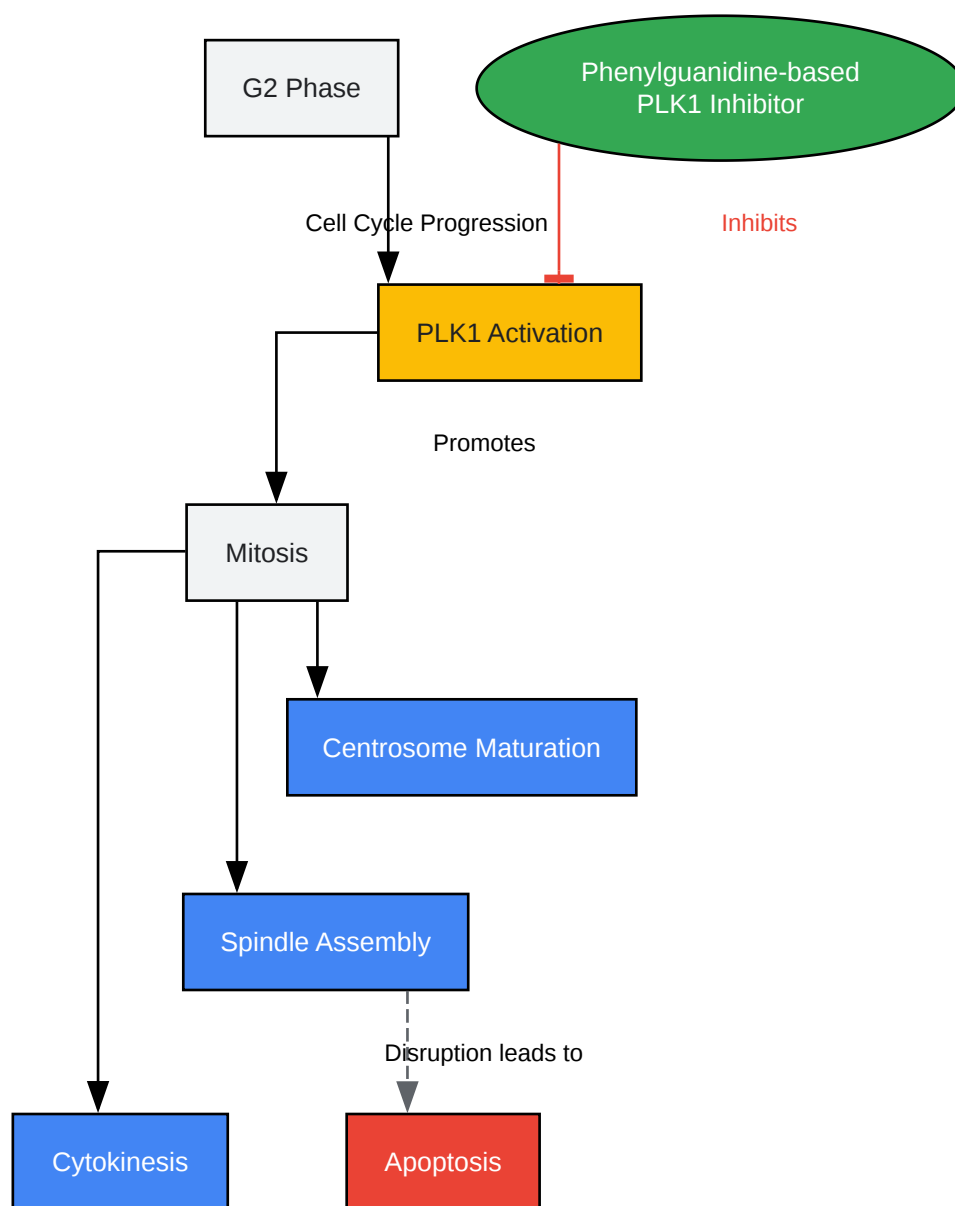 G2 Phase
Phenylguanidine-based
PLK1 Inhibitor
Cell Cycle Progression
Inhibits
PLK1 Activation
Promotes
Mitosis
Centrosome Maturation
Spindle Assembly
Disruption leads to
Cytokinesis
Apoptosis